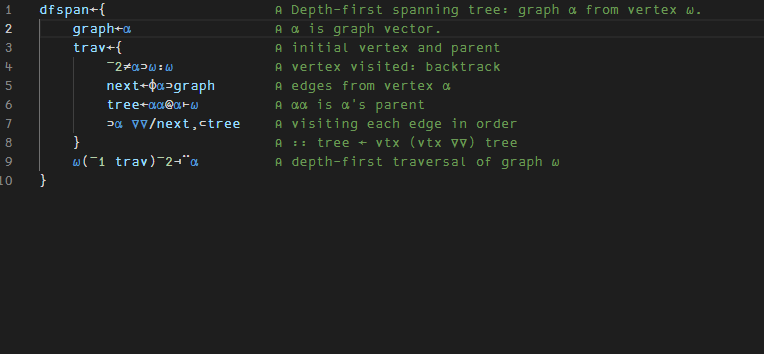 1 dfspan←{ ⍝ Depth-first spanning tree: graph ⍺ from vertex ⍵.
2 graph←⍺ ⍝ ⍺ is graph vector.
3 trav←{ ⍝ initial vertex and parent
4 ¯2≠⍺⊃⍵:⍵ ⍝ vertex visited: backtrack
5 next←⌽⍺⊃graph ⍝ edges from vertex ⍺
6 tree←⍺⍺@⍺⊢⍵ ⍝ ⍺⍺ is ⍺'s parent
7 ⊃⍺ ∇∇/next,⊂tree ⍝ visiting each edge in order
8 } ⍝ :: tree ← vtx (vtx ∇∇) tree
9 ⍵(¯1 trav)¯2⊣¨⍺ ⍝ depth-first traversal of graph ⍵
10 }